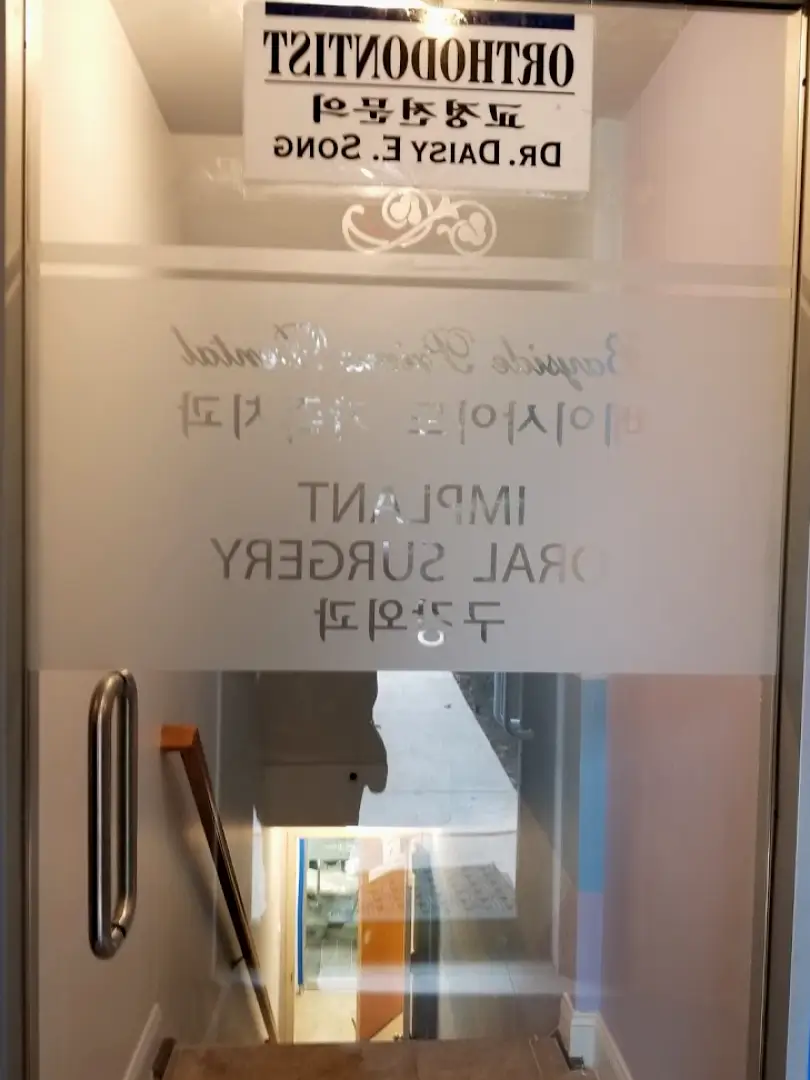 ORTHODONTIST
교정전문의
DR. DAISY E. SONG
Bayside Dental
베이사이드 치과
IMPLANT
ORAL SURGERY
구강외과